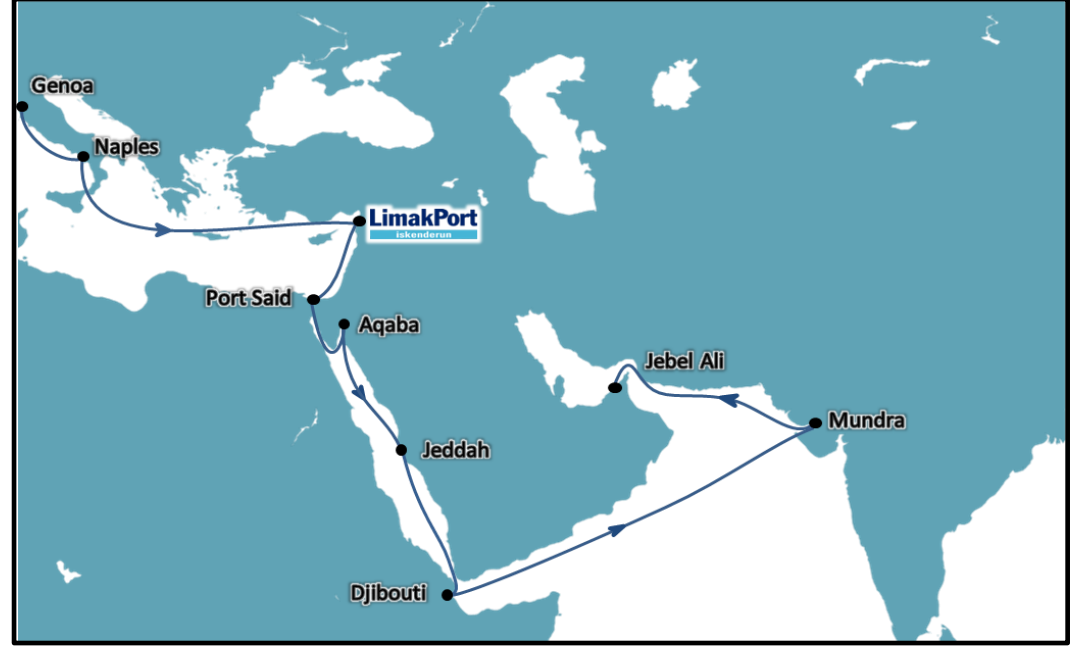 Genoa
Naples
LimakPort
iskenderun
Port Said
Aqaba
Jebel Ali
Mundra
Jeddah
Djibouti